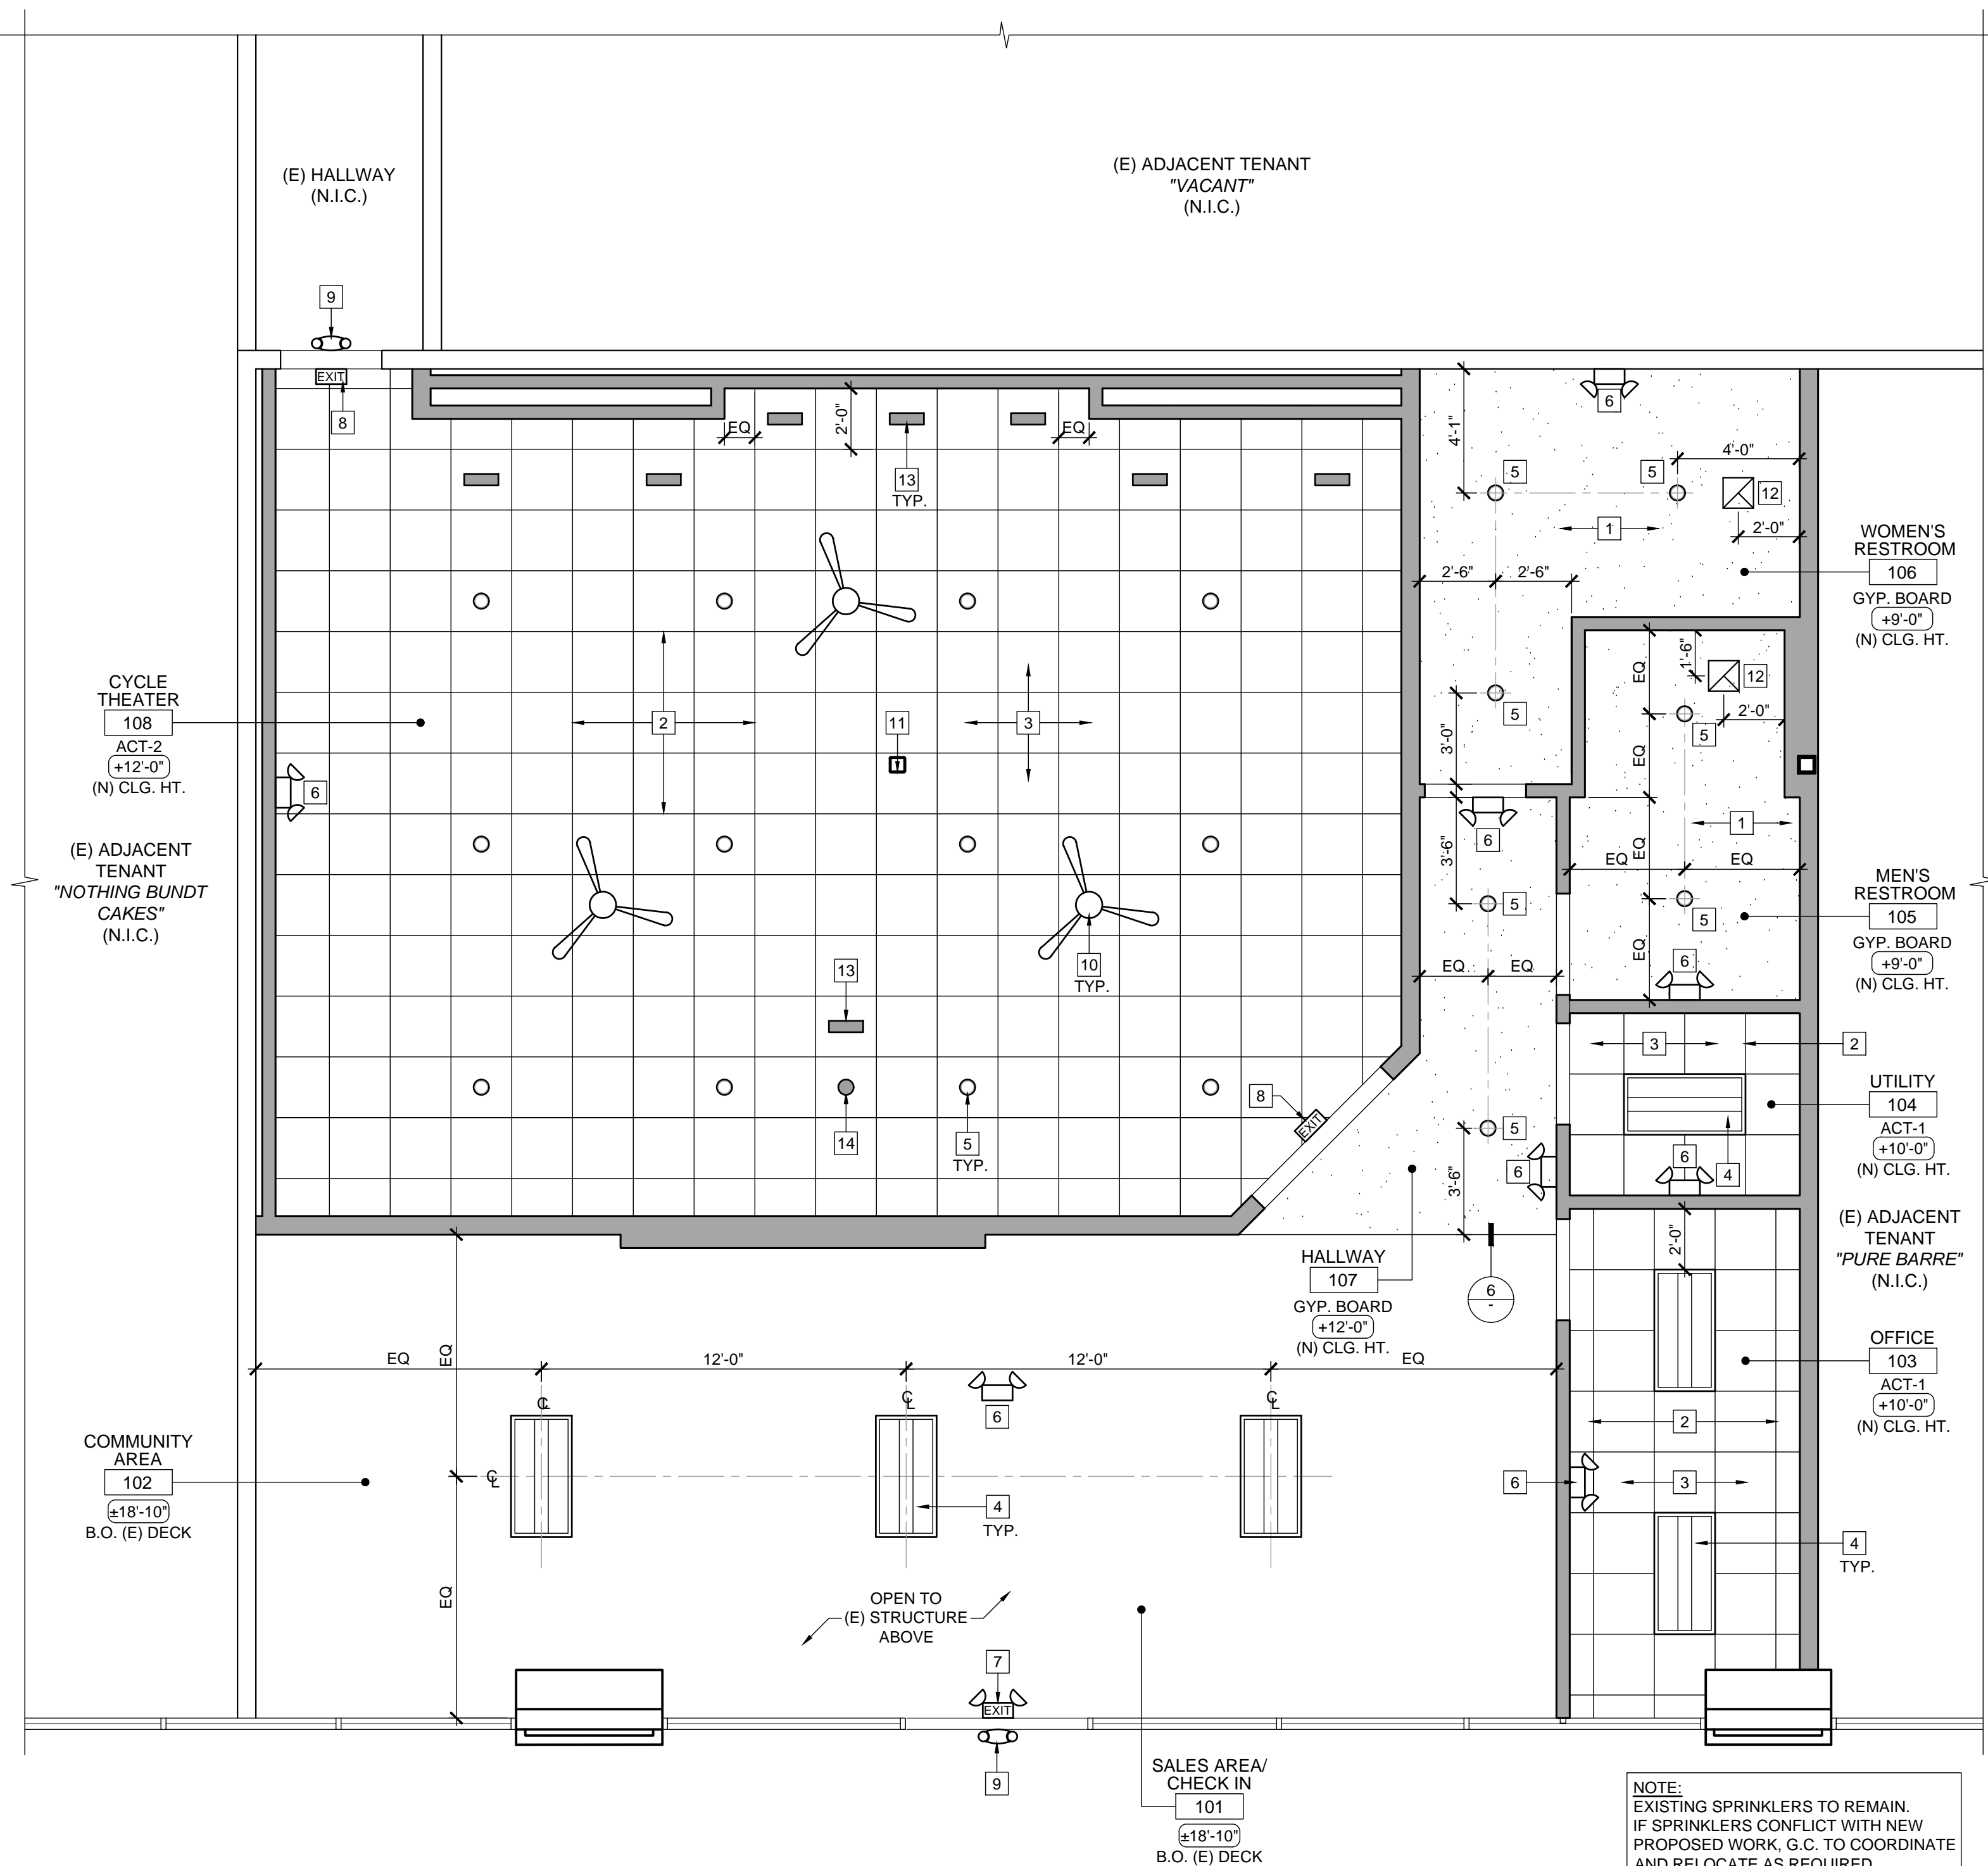 (E) HALLWAY
(N.I.C.)
(E) ADJACENT TENANT
"VACANT"
(N.I.C.)
9
EXIT
8
EQ
2'-0"
EQ
13
TYP.
4'-1"
6
5
5
4'-0"
12
1
2'-0"
2'-6"
2'-6"
WOMEN'S
RESTROOM
106
GYP. BOARD
+9'-0"
(N) CLG. HT.
CYCLE
THEATER
108
ACT-2
+12'-0"
(N) CLG. HT.
2
11
3
6
3'-0"
5
EQ
1'-6"
12
2'-0"
5
EQ
1
EQ
EQ
EQ
5
EQ
6
MEN'S
RESTROOM
105
GYP. BOARD
+9'-0"
(N) CLG. HT.
(E) ADJACENT
TENANT
"NOTHING BUNDT
CAKES"
(N.I.C.)
6
3'-6"
5
EQ
EQ
10
TYP.
13
14
5
TYP.
8
EXIT
5
6
3'-6"
3
2
6
4
UTILITY
104
ACT-1
+10'-0"
(N) CLG. HT.
(E) ADJACENT
TENANT
"PURE BARRE"
(N.I.C.)
HALLWAY
107
GYP. BOARD
+12'-0"
(N) CLG. HT.
6
-
2'-0"
OFFICE
103
ACT-1
+10'-0"
(N) CLG. HT.
2
6
3
4
TYP.
EQ
EQ
12'-0"
12'-0"
EQ
CL
CL
CL
6
COMMUNITY
AREA
102
±18'-10"
B.O. (E) DECK
CL
4
TYP.
EQ
OPEN TO
(E) STRUCTURE
ABOVE
7
EXIT
9
SALES AREA/
CHECK IN
101
±18'-10"
B.O. (E) DECK
NOTE:
EXISTING SPRINKLERS TO REMAIN.
IF SPRINKLERS CONFLICT WITH NEW
PROPOSED WORK, G.C. TO COORDINATE
AND RELOCATE AS REQUIRED